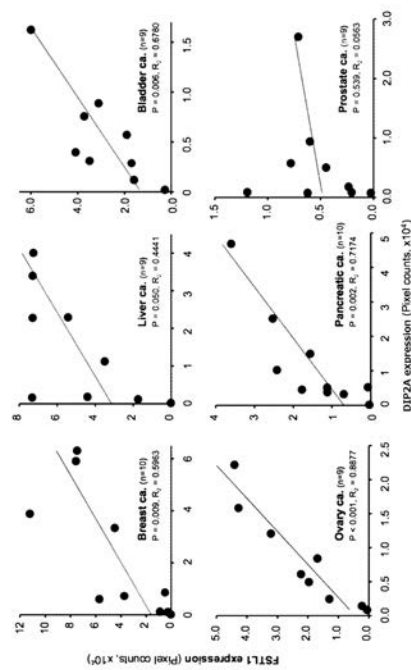 FSTL1 expression (Pixel counts, x10⁴)
Breast ca. (n=10)
P = 0.009, R₂ = 0.5963
12
8
4
0
0 2 4 6
Liver ca. (n=9)
P = 0.050, R₂ = 0.4441
8
6
4
2
0
0 1 2 3 4
Bladder ca. (n=9)
P = 0.006, R₂ = 0.6780
6.0
4.0
2.0
0.0
0.0 0.5 1.0 1.5
Ovary ca. (n=9)
P < 0.001, R₂ = 0.8877
5.0
4.0
3.0
2.0
1.0
0.0
0.0 0.5 1.0 1.5 2.0 2.5
Pancreatic ca. (n=10)
P = 0.002, R₂ = 0.7174
4
3
2
1
0
0 1 2 3 4 5
Prostate ca. (n=9)
P = 0.539, R₂ = 0.0563
1.5
1.0
0.5
0.0
0.0 1.0 2.0 3.0
DIP2A expression (Pixel counts, x10⁴)